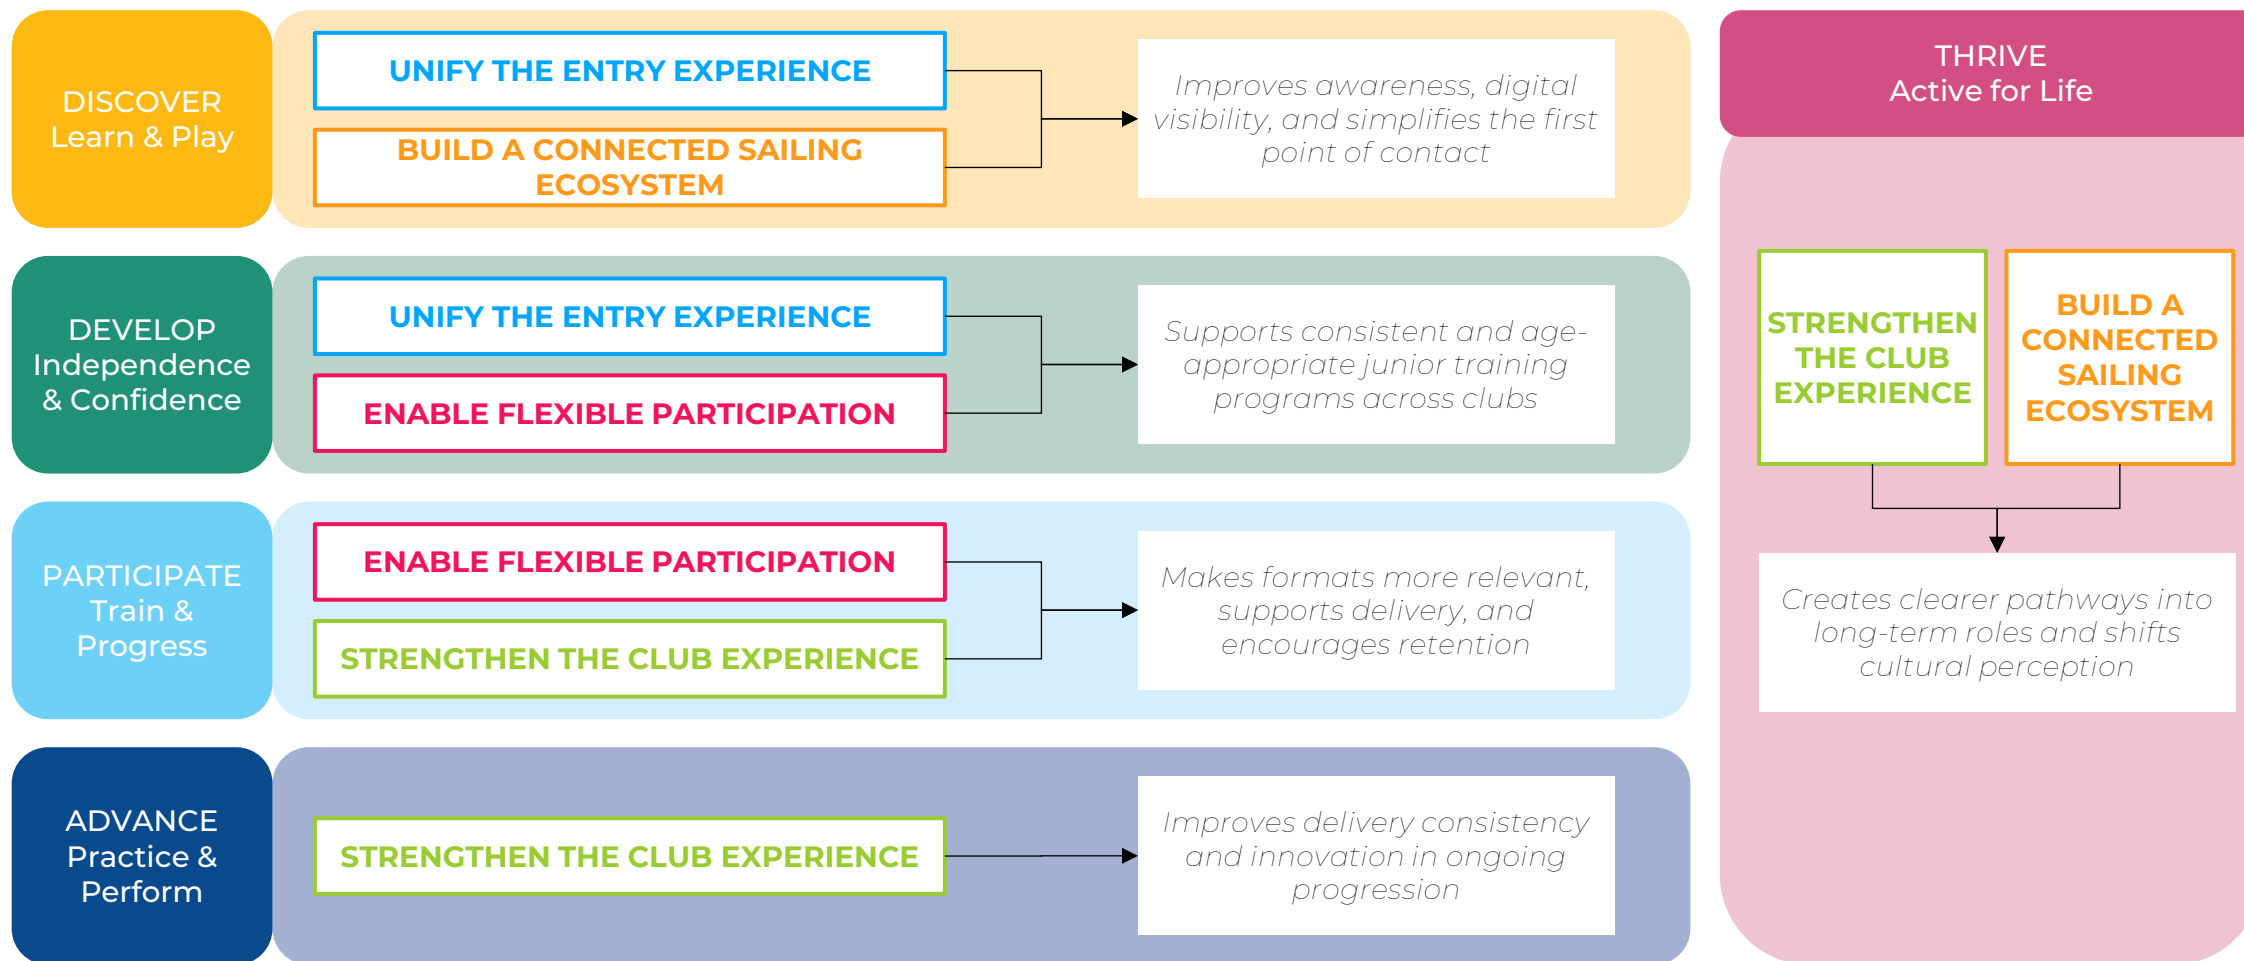 DISCOVER
Learn & Play
UNIFY THE ENTRY EXPERIENCE
BUILD A CONNECTED SAILING
ECOSYSTEM
Improves awareness, digital
visibility, and simplifies the first
point of contact
DEVELOP
Independence
& Confidence
UNIFY THE ENTRY EXPERIENCE
ENABLE FLEXIBLE PARTICIPATION
Supports consistent and age-
appropriate junior training
programs across clubs
PARTICIPATE
Train &
Progress
ENABLE FLEXIBLE PARTICIPATION
STRENGTHEN THE CLUB EXPERIENCE
Makes formats more relevant,
supports delivery, and
encourages retention
ADVANCE
Practice &
Perform
STRENGTHEN THE CLUB EXPERIENCE
Improves delivery consistency
and innovation in ongoing
progression
THRIVE
Active for Life
STRENGTHEN
THE CLUB
EXPERIENCE
BUILD A
CONNECTED
SAILING
ECOSYSTEM
Creates clearer pathways into
long-term roles and shifts
cultural perception